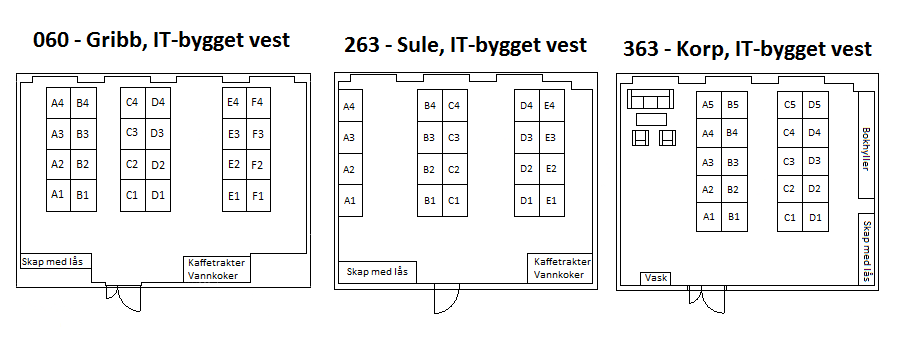 060 - Gribb, IT-bygget vest
A4 B4 C4 D4 E4 F4
A3 B3 C3 D3 E3 F3
A2 B2 C2 D2 E2 F2
A1 B1 C1 D1 E1 F1
Skap med lås
Kaffetrakter
Vannkoker
263 - Sule, IT-bygget vest
A4 B4 C4 D4 E4
A3 B3 C3 D3 E3
A2 B2 C2 D2 E2
A1 B1 C1 D1 E1
Skap med lås
Kaffetrakter
Vannkoker
363 - Korp, IT-bygget vest
A5 B5 C5 D5
A4 B4 C4 D4
A3 B3 C3 D3
A2 B2 C2 D2
A1 B1 C1 D1
Bokhyller
Skap med lås
Vask